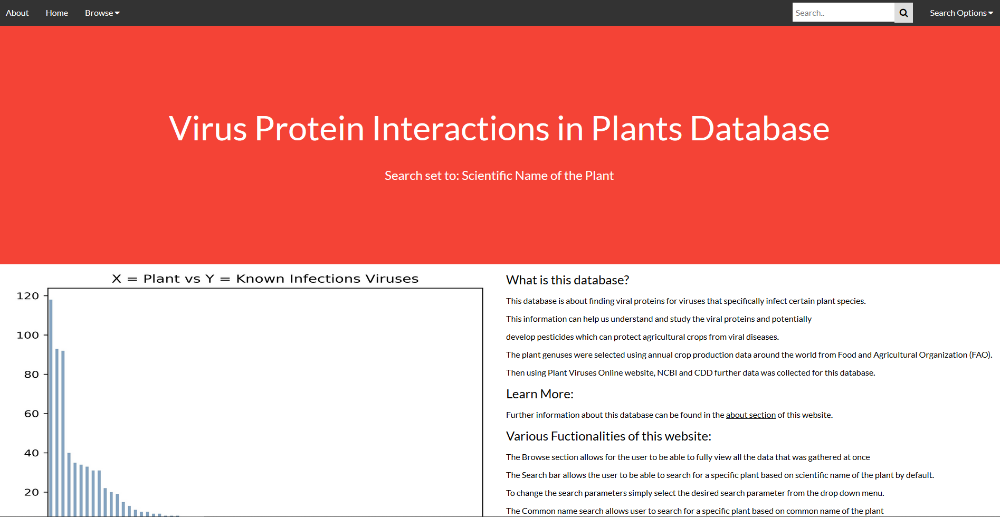 About Home Browse Search.. Search Options
Virus Protein Interactions in Plants Database
Search set to: Scientific Name of the Plant
X = Plant vs Y = Known Infections Viruses
120
100
80
60
40
20
What is this database?
This database is about finding viral proteins for viruses that specifically infect certain plant species.
This information can help us understand and study the viral proteins and potentially
develop pesticides which can protect agricultural crops from viral diseases.
The plant genuses were selected using annual crop production data around the world from Food and Agricultural Organization (FAO).
Then using Plant Viruses Online website, NCBI and CDD further data was collected for this database.
Learn More:
Further information about this database can be found in the about section of this website.
Various Fuctionalities of this website:
The Browse section allows for the user to be able to fully view all the data that was gathered at once
The Search bar allows the user to be able to search for a specific plant based on scientific name of the plant by default.
To change the search parameters simply select the desired search parameter from the drop down menu.
The Common name search allows user to search for a specific plant based on common name of the plant